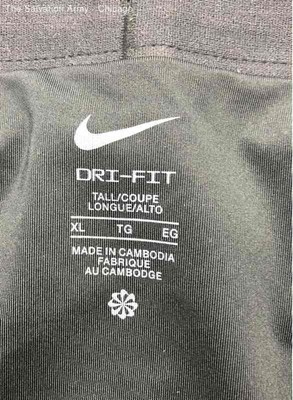 The Salvation Army - Chicago
DRI-FIT
TALL/COUPE
LONGUE/ALTO
XL TG EG
MADE IN CAMBODIA
FABRIQUE
AU CAMBODGE